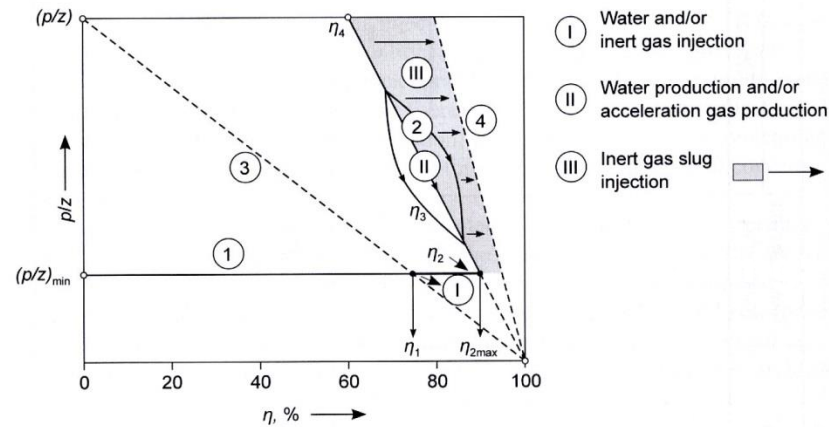 (p/z)
η4
III
2
4
II
3
η3
p/z
1
η2
(p/z)min
I
η1
η2max
0 20 40 60 80 100
η, %
I Water and/or
inert gas injection
II Water production and/or
acceleration gas production
III Inert gas slug
injection